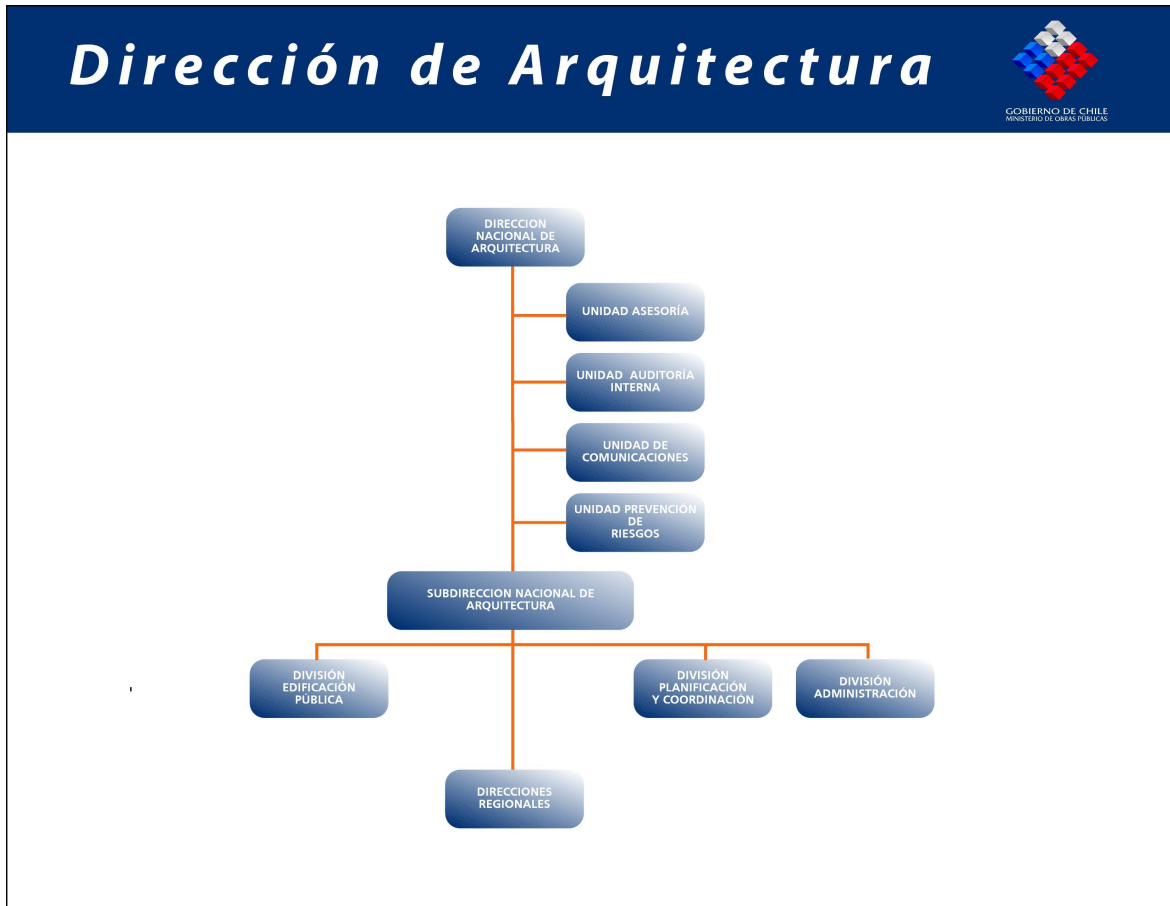 Dirección de Arquitectura
GOBIERNO DE CHILE
MINISTERIO DE OBRAS PÚBLICAS
DIRECCION
NACIONAL DE
ARQUITECTURA
UNIDAD ASESORÍA
UNIDAD AUDITORÍA
INTERNA
UNIDAD DE
COMUNICACIONES
UNIDAD PREVENCIÓN
DE
RIESGOS
SUBDIRECCION NACIONAL DE
ARQUITECTURA
DIVISIÓN
EDIFICACIÓN
PÚBLICA
DIVISIÓN
PLANIFICACIÓN
Y COORDINACIÓN
DIVISIÓN
ADMINISTRACIÓN
DIRECCIONES
REGIONALES